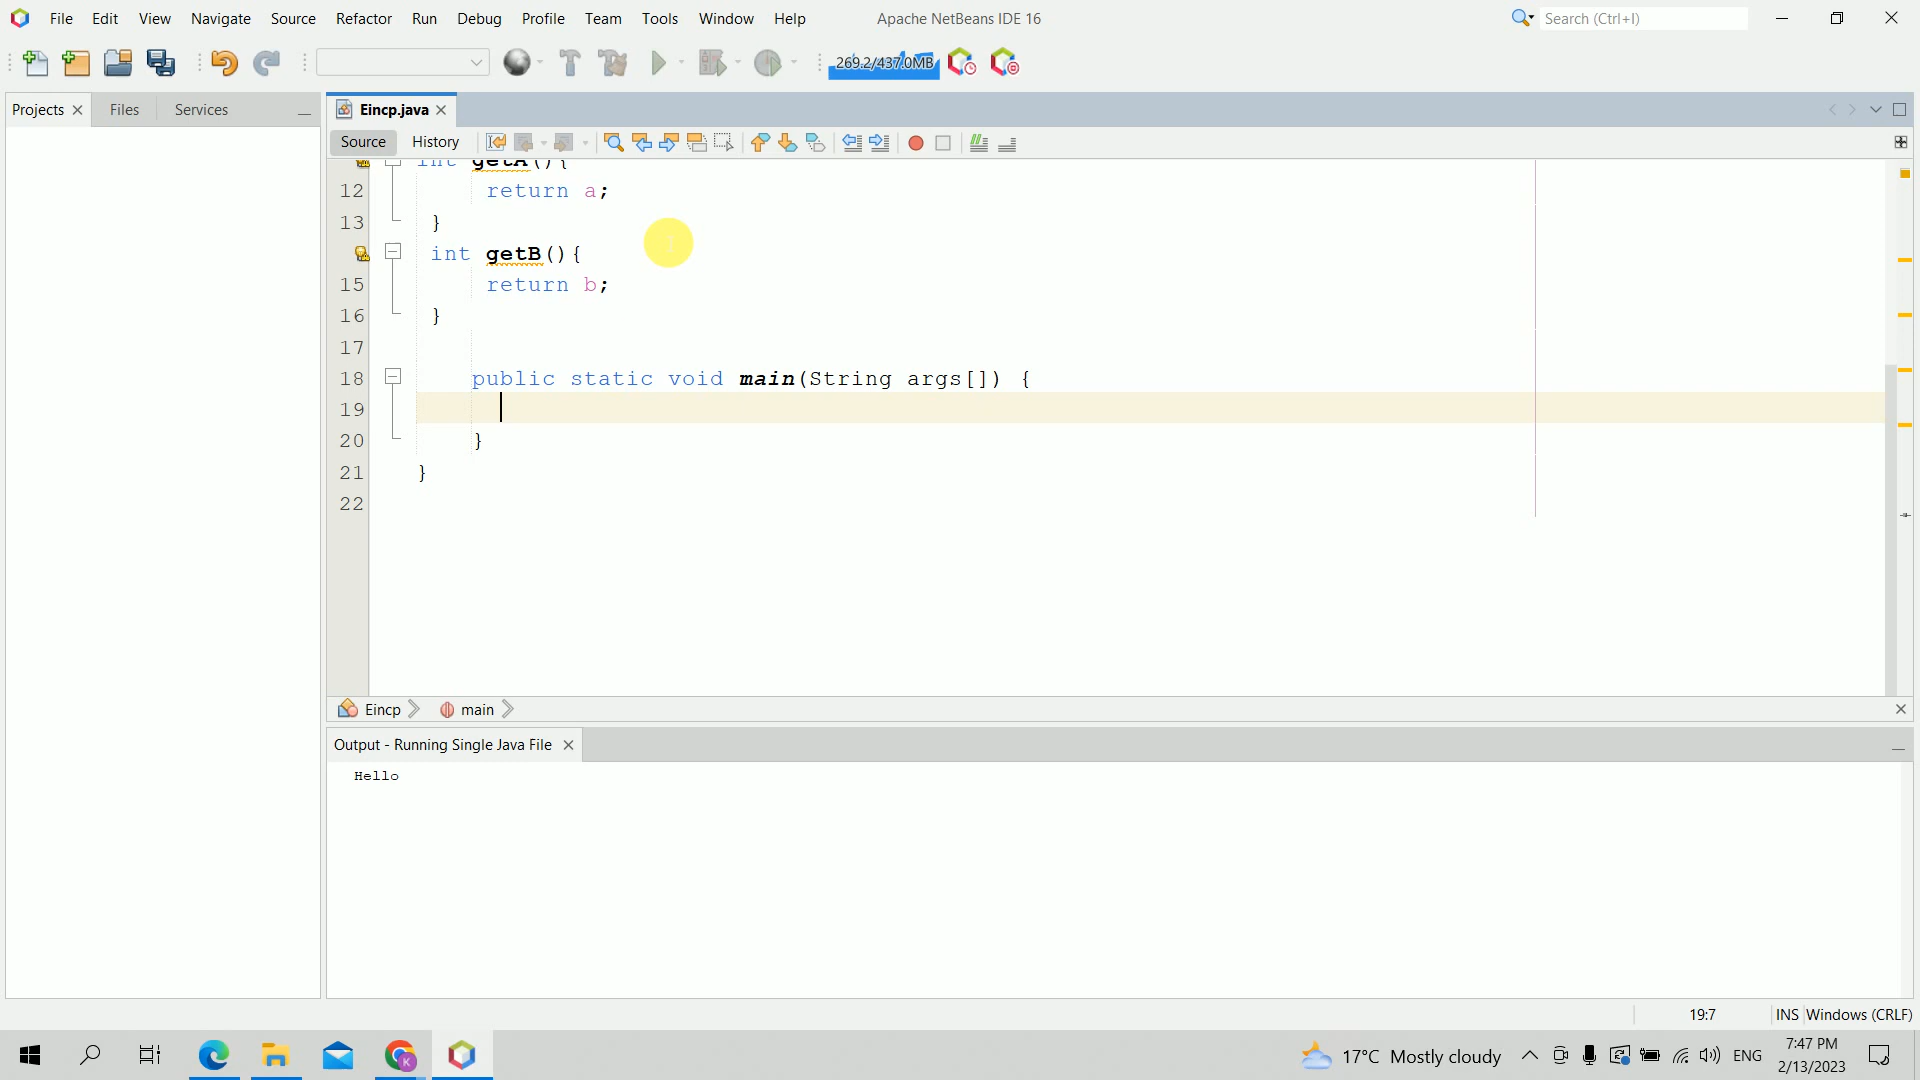 File Edit View Navigate Source Refactor Run Debug Profile Team Tools Window Help
Apache NetBeans IDE 16
Search (Ctrl+I)
269.2/437.0MB
Projects Files Services
Eincp.java
Source History
int getA(){
12 return a;
13 }
int getB(){
15 return b;
16 }
17
18 public static void main(String args[]) {
19
20 }
21 }
22
Eincp main
Output - Running Single Java File
Hello
19:7 INS Windows (CRLF)
K
17°C Mostly cloudy
ENG
7:47 PM
2/13/2023